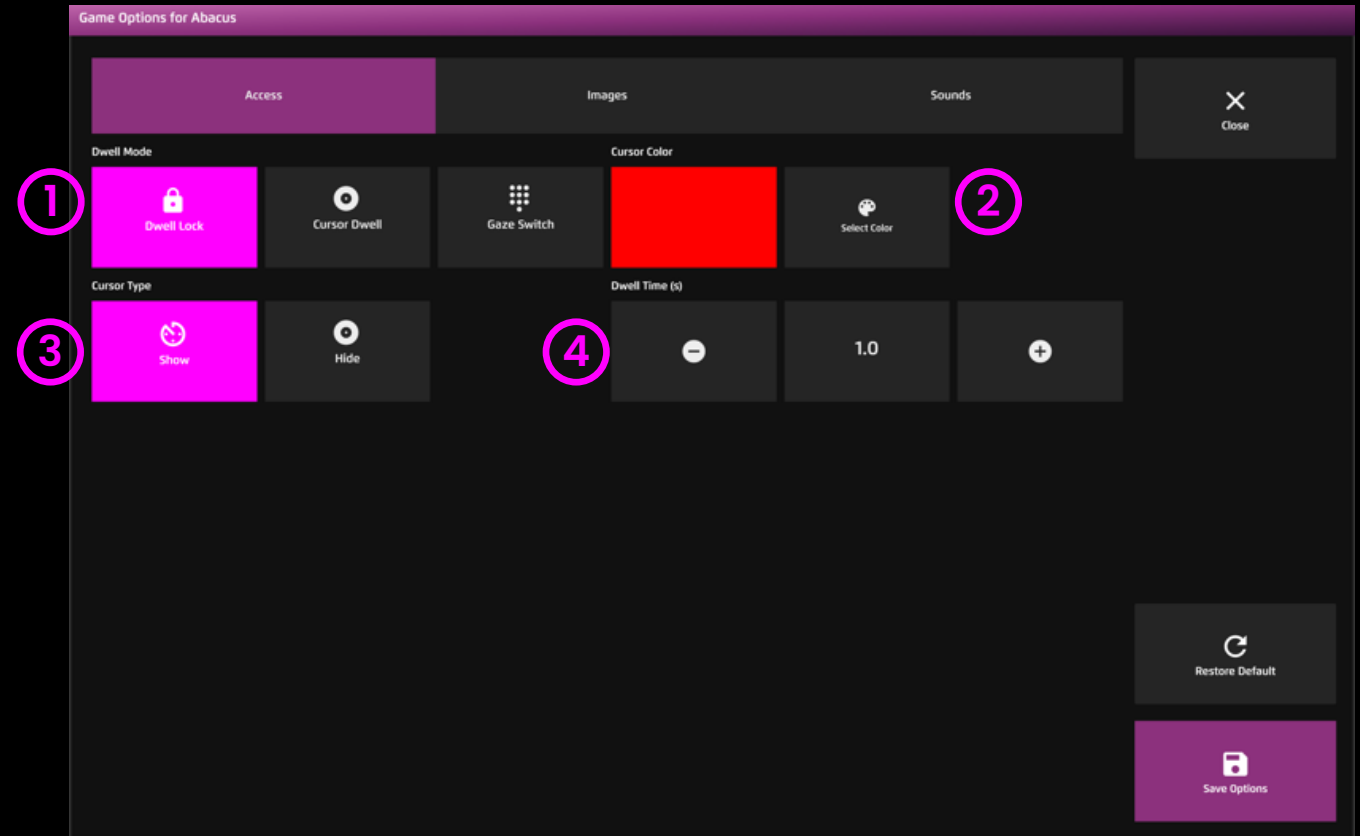 Game Options for Abacus
Access Images Sounds
Close
Dwell Mode Cursor Color
1 Dwell Lock Cursor Dwell Gaze Switch Select Color 2
Cursor Type Dwell Time (s)
3 Show Hide 4 1.0
Restore Default
Save Options